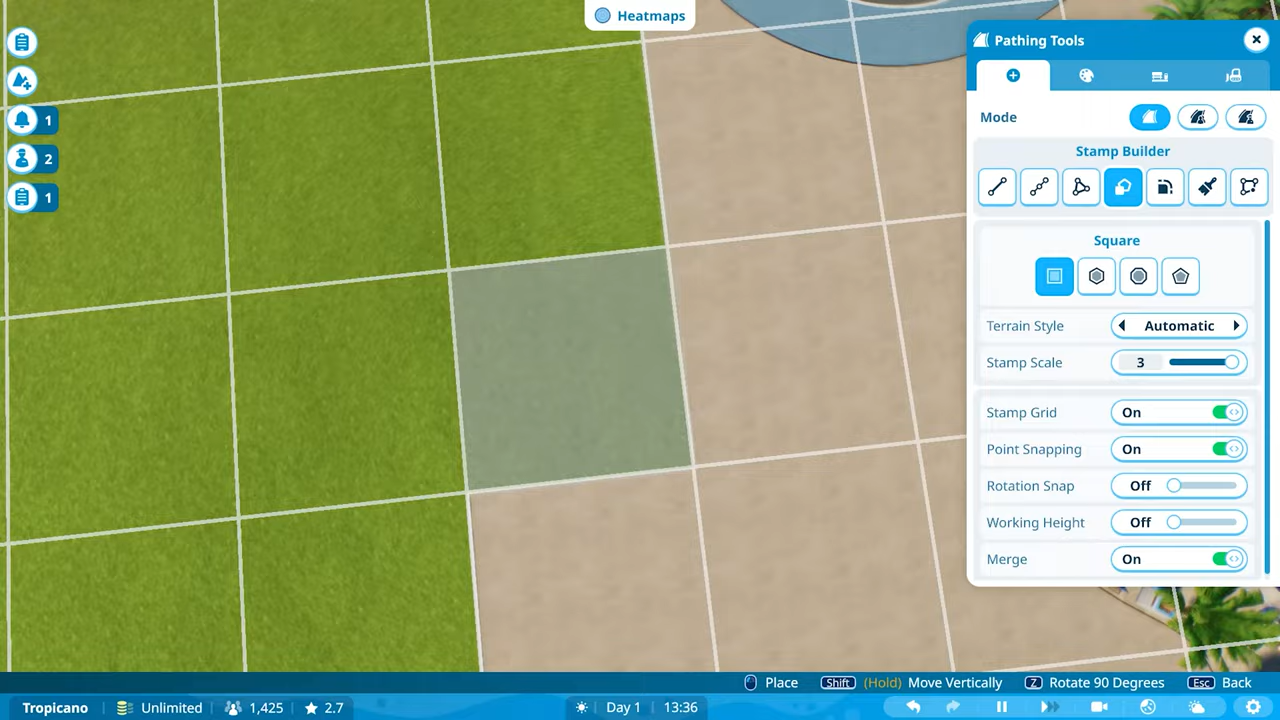 Heatmaps
1
2
1
Pathing Tools
Mode
Stamp Builder
Square
Terrain Style Automatic
Stamp Scale 3
Stamp Grid On
Point Snapping On
Rotation Snap Off
Working Height Off
Merge On
Place Shift (Hold) Move Vertically Z Rotate 90 Degrees Esc Back
Tropicano Unlimited 1,425 2.7 Day 1 13:36